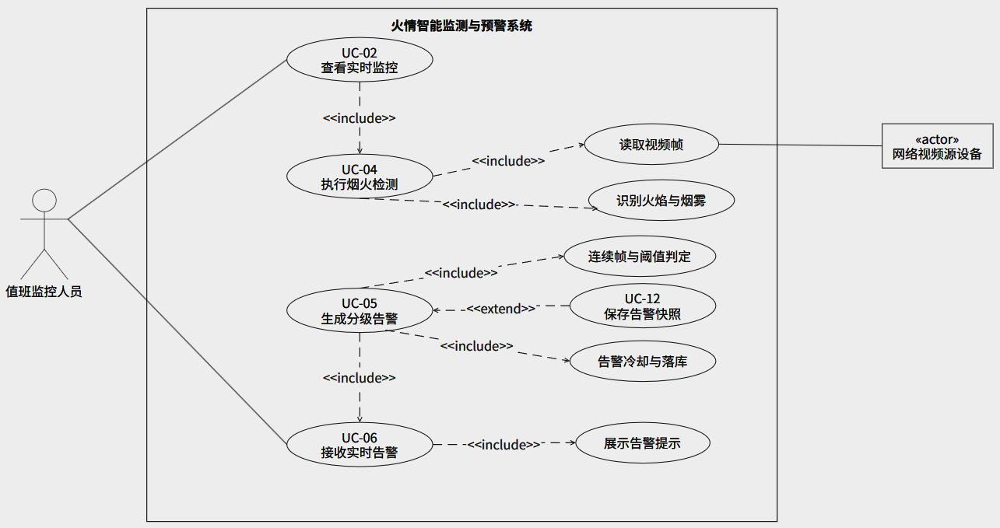 火情智能监测与预警系统
UC-02
查看实时监控
<<include>>
UC-04
执行烟火检测
<<include>>
读取视频帧
«actor»
网络视频源设备
<<include>>
识别火焰与烟雾
值班监控人员
<<include>>
连续帧与阈值判定
UC-05
生成分级告警
<<extend>>
UC-12
保存告警快照
<<include>>
告警冷却与落库
<<include>>
UC-06
接收实时告警
<<include>>
展示告警提示